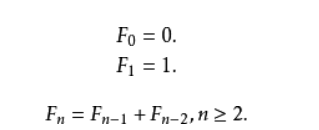 F₀ = 0.
F₁ = 1.
Fₙ = Fₙ₋₁ + Fₙ₋₂, n ≥ 2.